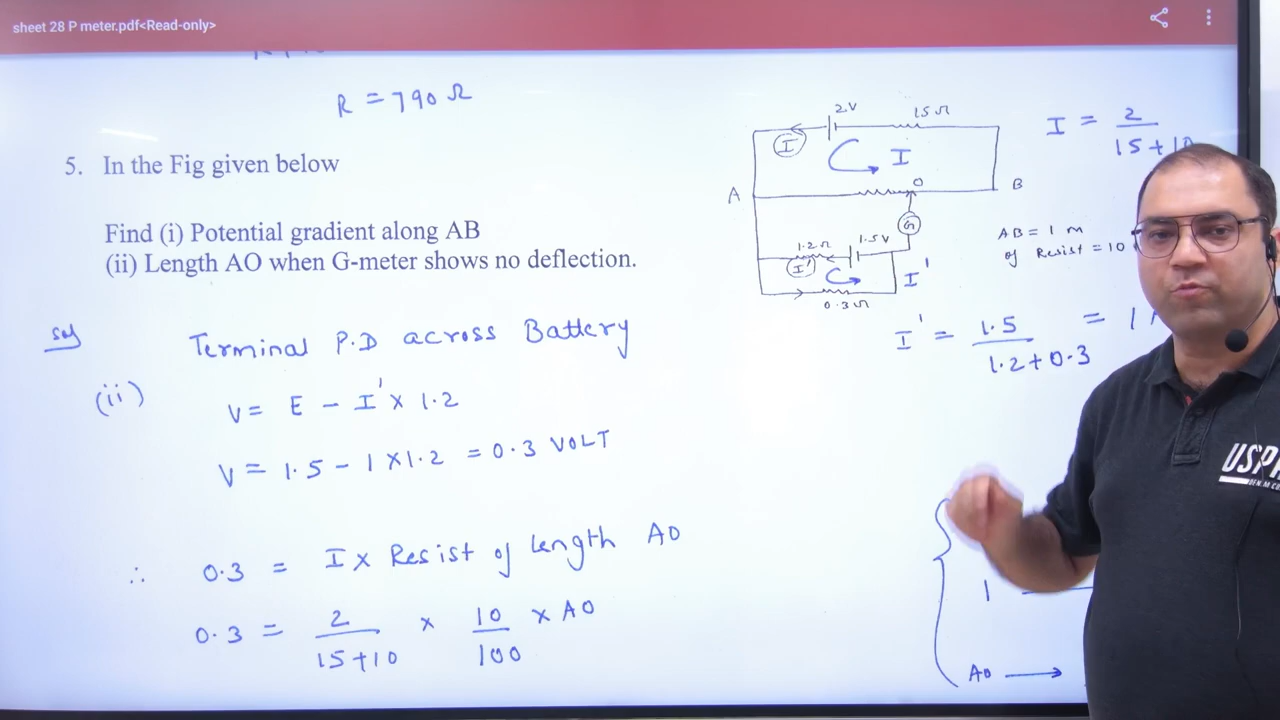 sheet 28 P meter.pdf<Read-only>
R = 790 Ω
5. In the Fig given below
Find (i) Potential gradient along AB
(ii) Length AO when G-meter shows no deflection.
2V
15 Ω
I
I
A
O
B
G
1.2 Ω
1.5V
I'
I'
0.3 Ω
I = 2 / 15+10
AB = 1 m
of Resist = 10
I' = 1.5 / 1.2+0.3 = 1
Sol
Terminal P.D across Battery
(ii) V = E - I' x 1.2
V = 1.5 - 1 X 1.2 = 0.3 VOLT
∴ 0.3 = I x Resist of length AO
0.3 = 2 / 15+10 x 10 / 100 x AO
1
AO →